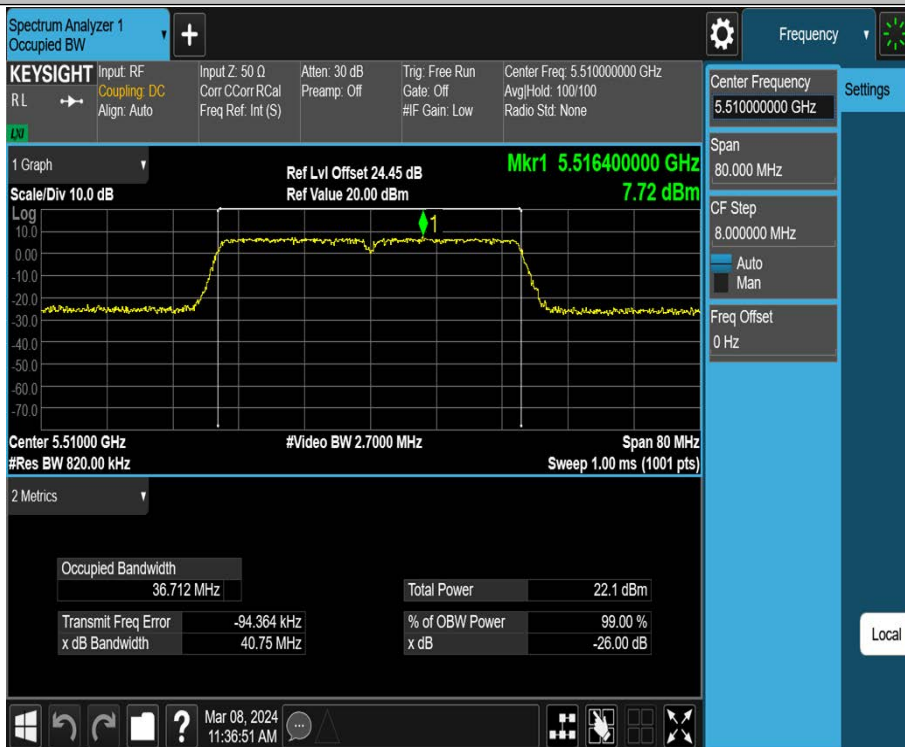 Spectrum Analyzer 1
Occupied BW
+
Frequency
KEYSIGHT
R L
LXI
Input: RF
Coupling: DC
Align: Auto
Input Z: 50 Ω
Corr CCorr RCal
Freq Ref: Int (S)
Atten: 30 dB
Preamp: Off
Trig: Free Run
Gate: Off
#IF Gain: Low
Center Freq: 5.510000000 GHz
Avg|Hold: 100/100
Radio Std: None
Center Frequency
5.510000000 GHz
Settings
Span
80.000 MHz
CF Step
8.000000 MHz
Auto
Man
Freq Offset
0 Hz
Local
1 Graph
Scale/Div 10.0 dB
Ref Lvl Offset 24.45 dB
Ref Value 20.00 dBm
Mkr1 5.516400000 GHz
7.72 dBm
Log
10.0
0.00
-10.0
-20.0
-30.0
-40.0
-50.0
-60.0
-70.0
1
Center 5.51000 GHz
#Res BW 820.00 kHz
#Video BW 2.7000 MHz
Span 80 MHz
Sweep 1.00 ms (1001 pts)
2 Metrics
Occupied Bandwidth
36.712 MHz
Total Power 22.1 dBm
Transmit Freq Error -94.364 kHz
% of OBW Power 99.00 %
x dB Bandwidth 40.75 MHz
x dB -26.00 dB
?
Mar 08, 2024
11:36:51 AM